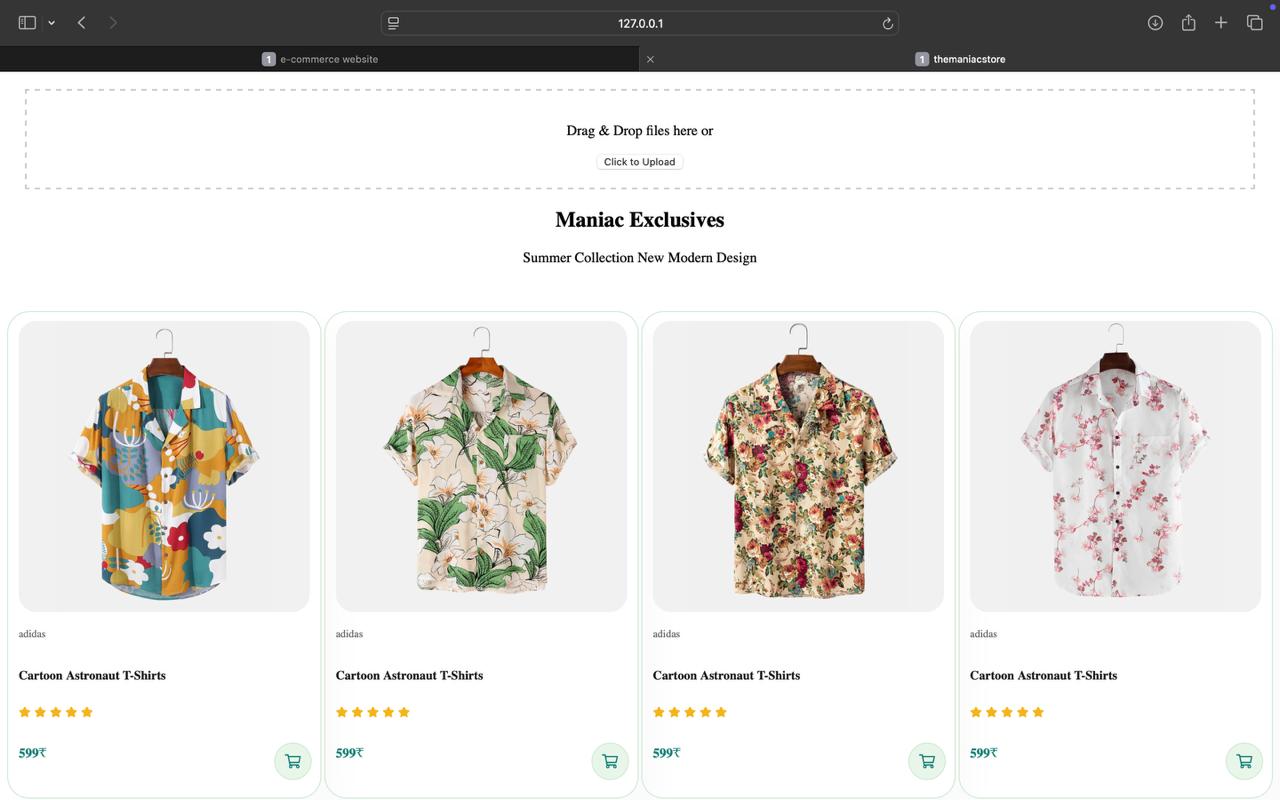 127.0.0.1
1 e-commerce website
1 themaniacstore
Drag & Drop files here or
Click to Upload
Maniac Exclusives
Summer Collection New Modern Design
adidas
Cartoon Astronaut T-Shirts
599₹
adidas
Cartoon Astronaut T-Shirts
599₹
adidas
Cartoon Astronaut T-Shirts
599₹
adidas
Cartoon Astronaut T-Shirts
599₹